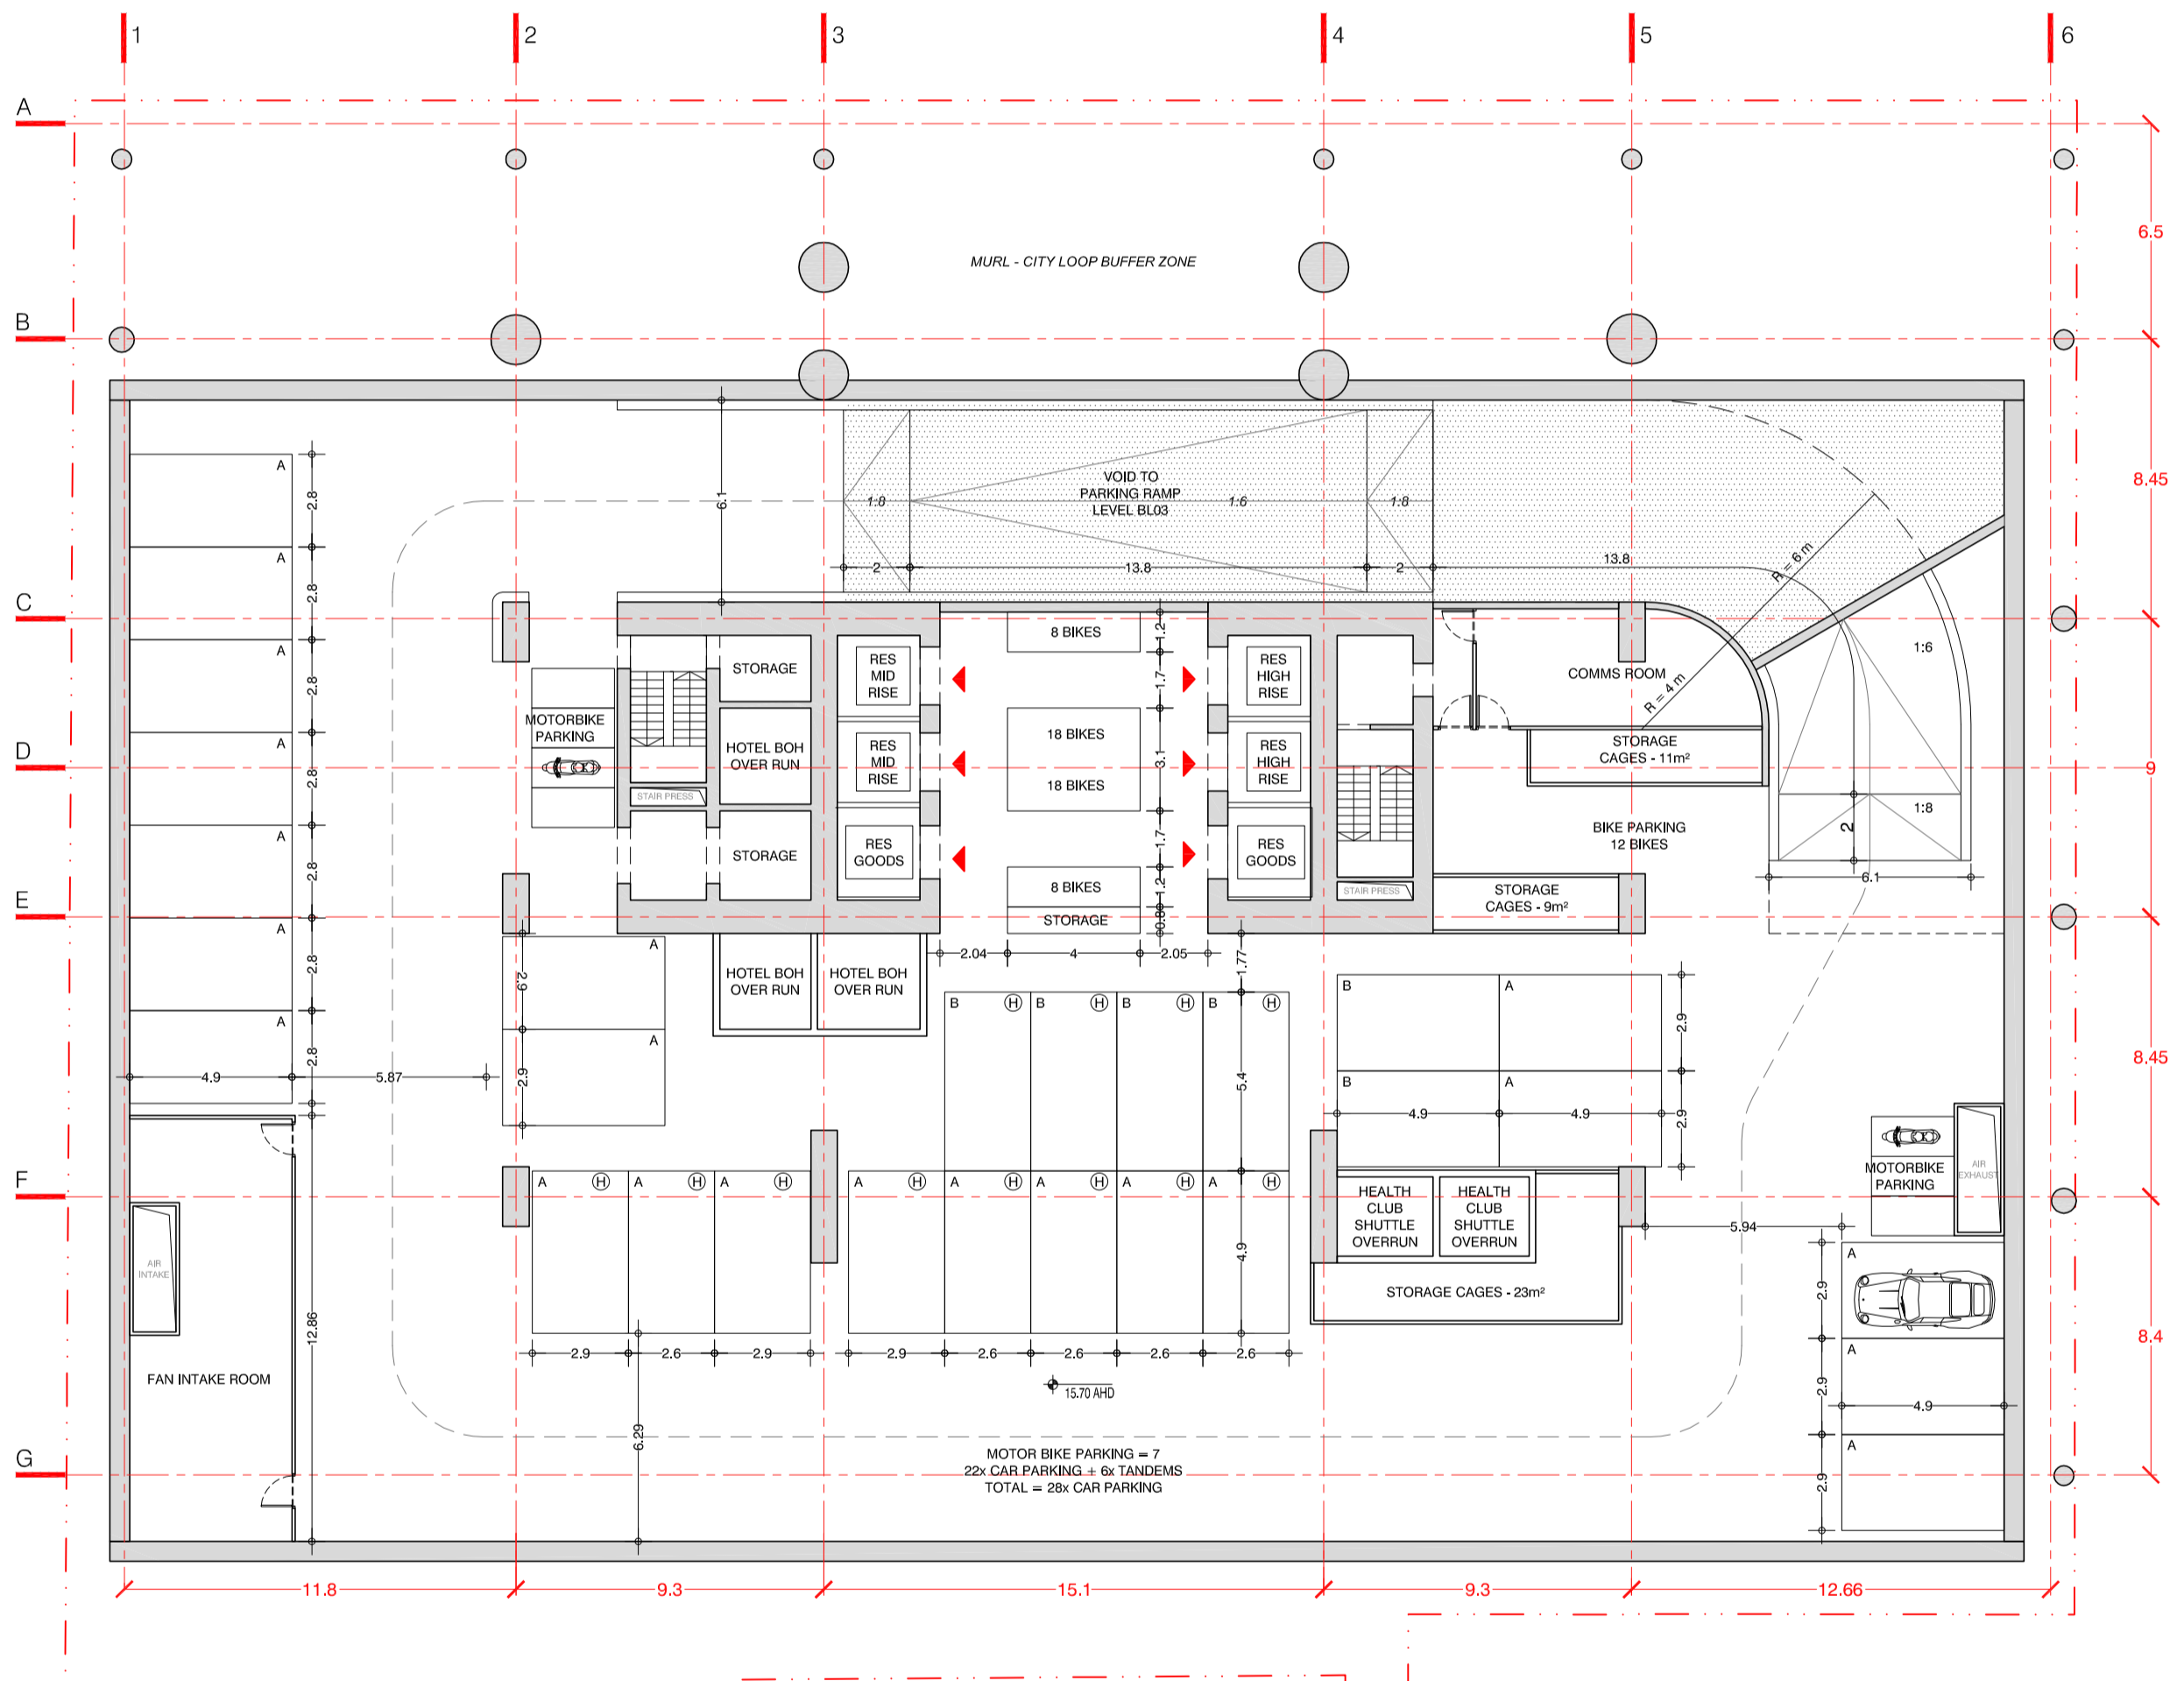 1 2 3 4 5 6
A
6.5
MURL - CITY LOOP BUFFER ZONE
B
A
2.8
6.1
VOID TO
PARKING RAMP
LEVEL BL03
1:8
1:6
1:8
8.45
A
2.8
2
13.8
2
13.8
R = 6 m
C
A
2.8
STORAGE
RES
MID
RISE
8 BIKES
1.2
1.7
RES
HIGH
RISE
COMMS ROOM
R = 4 m
1:6
MOTORBIKE
PARKING
D
A
2.8
HOTEL BOH
OVER RUN
RES
MID
RISE
18 BIKES
18 BIKES
3.1
RES
HIGH
RISE
STORAGE
CAGES - 11m²
9
STAIR PRESS
1:8
2
BIKE PARKING
12 BIKES
A
2.8
STORAGE
RES
GOODS
1.7
RES
GOODS
6.1
E
A
2.8
8 BIKES
1.2
STORAGE
0.8
STAIR PRESS
STORAGE
CAGES - 9m²
A
2.9
HOTEL BOH
OVER RUN
HOTEL BOH
OVER RUN
2.04
4
2.05
1.77
A
2.8
4.9
5.87
A
2.9
B H B H B H B H
5.4
B A
2.9
8.45
B A
4.9
4.9
2.9
F
A H A H A H
A H A H A H A H A H
4.9
HEALTH
CLUB
SHUTTLE
OVERRUN
HEALTH
CLUB
SHUTTLE
OVERRUN
MOTORBIKE
PARKING
AIR
EXHAUST
5.94
AIR
INTAKE
12.86
STORAGE CAGES - 23m²
A
2.9
8.4
2.9
2.6
2.9
2.9
2.6
2.6
2.6
2.6
A
2.9
FAN INTAKE ROOM
15.70 AHD
4.9
6.29
A
2.9
G
MOTOR BIKE PARKING = 7
22x CAR PARKING + 6x TANDEMS
TOTAL = 28x CAR PARKING
11.8
9.3
15.1
9.3
12.66